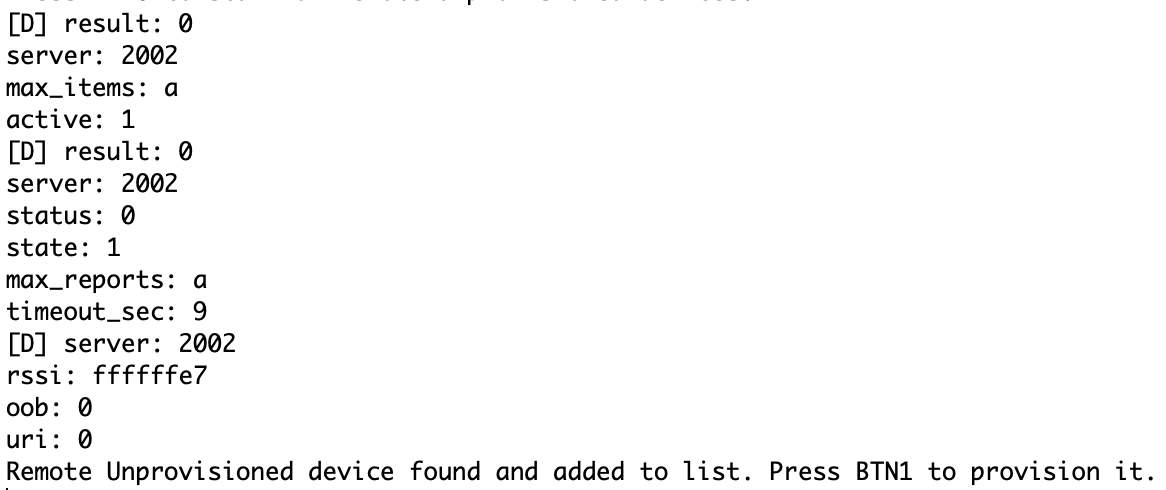 [D] result: 0
server: 2002
max_items: a
active: 1
[D] result: 0
server: 2002
status: 0
state: 1
max_reports: a
timeout_sec: 9
[D] server: 2002
rssi: ffffffe7
oob: 0
uri: 0
Remote Unprovisioned device found and added to list. Press BTN1 to provision it.